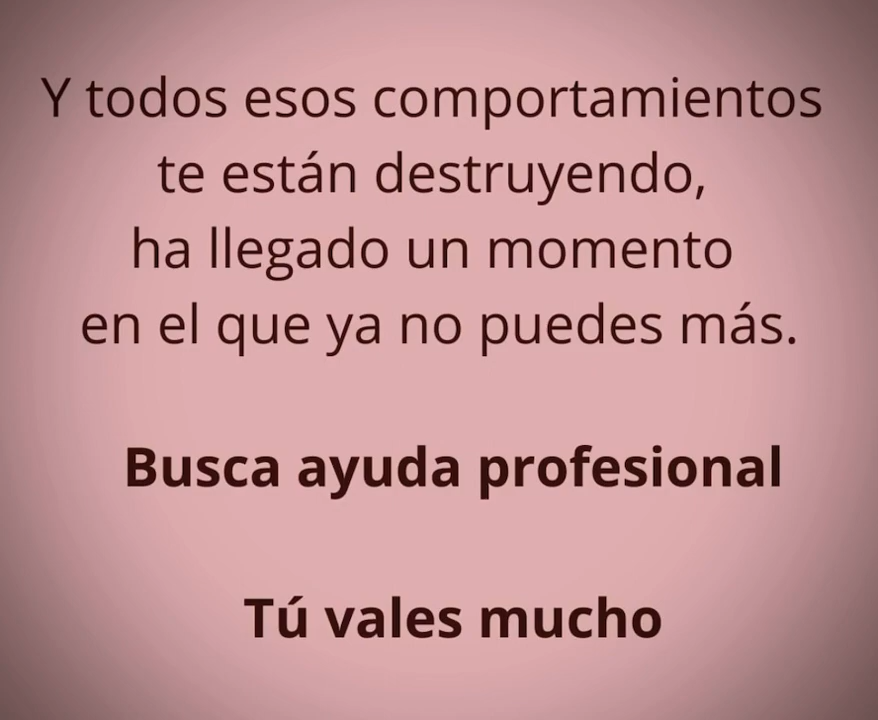 Y todos esos comportamientos
te están destruyendo,
ha llegado un momento
en el que ya no puedes más.
Busca ayuda profesional
Tú vales mucho